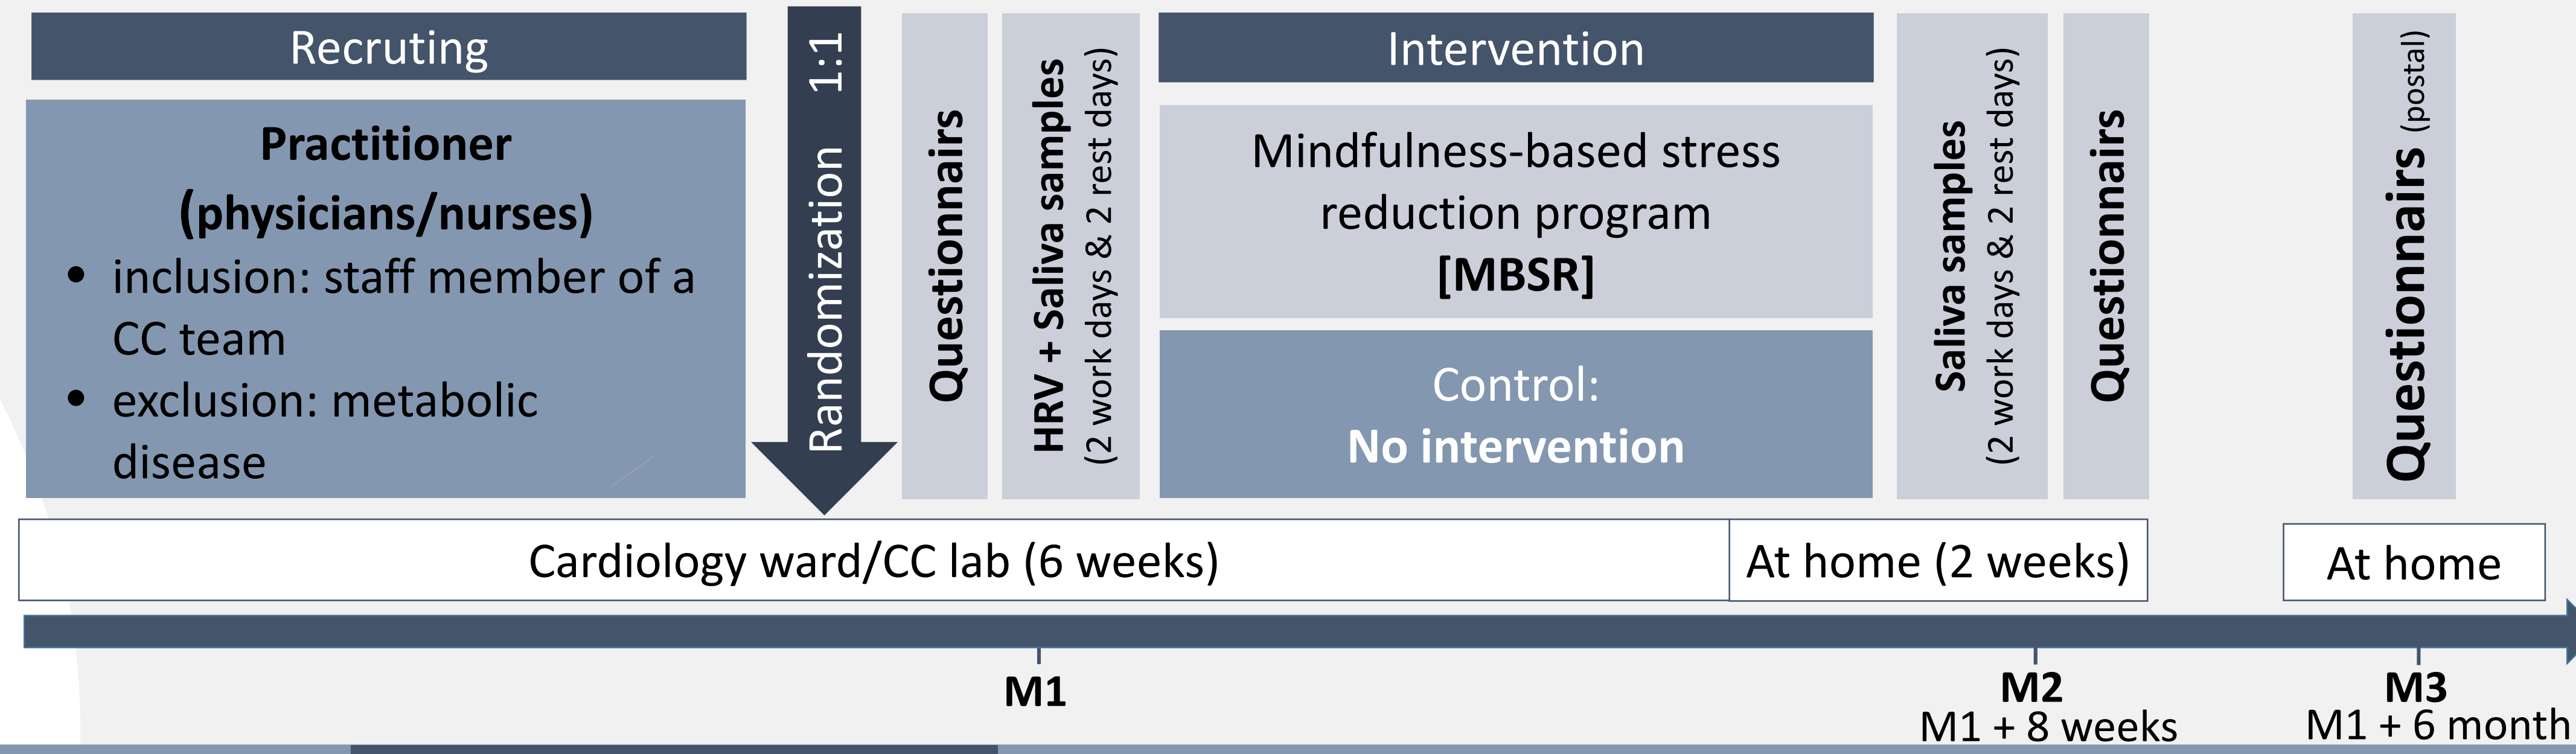 Recruting
Practitioner
(physicians/nurses)
• inclusion: staff member of a
CC team
• exclusion: metabolic
disease
Randomization 1:1
Questionnairs
HRV + Saliva samples
(2 work days & 2 rest days)
Intervention
Mindfulness-based stress
reduction program
[MBSR]
Control:
No intervention
Saliva samples
(2 work days & 2 rest days)
Questionnairs
Questionnairs (postal)
Cardiology ward/CC lab (6 weeks)
At home (2 weeks)
At home
M1
M2
M1 + 8 weeks
M3
M1 + 6 month